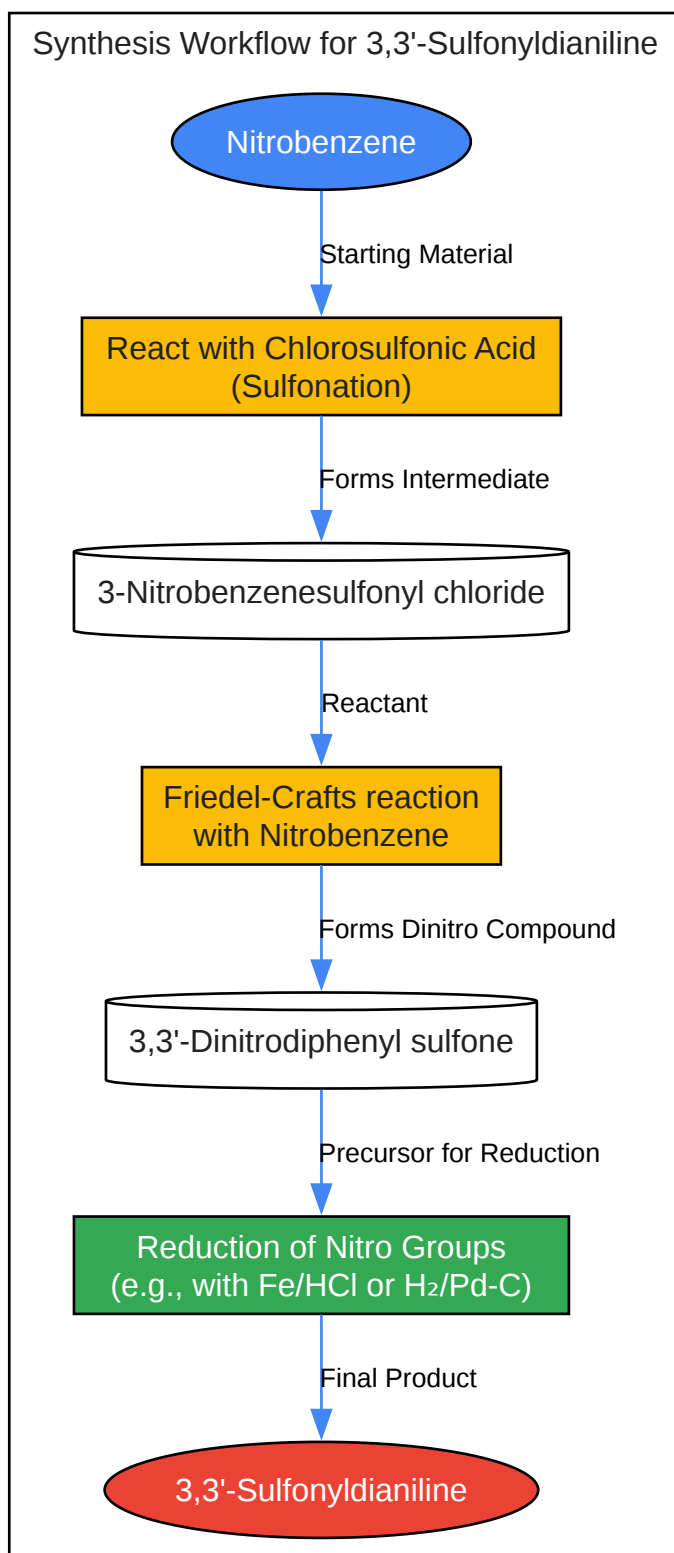 Synthesis Workflow for 3,3'-Sulfonyldianiline
Nitrobenzene
Starting Material
React with Chlorosulfonic Acid
(Sulfonation)
Forms Intermediate
3-Nitrobenzenesulfonyl chloride
Reactant
Friedel-Crafts reaction
with Nitrobenzene
Forms Dinitro Compound
3,3'-Dinitrodiphenyl sulfone
Precursor for Reduction
Reduction of Nitro Groups
(e.g., with Fe/HCl or H₂/Pd-C)
Final Product
3,3'-Sulfonyldianiline